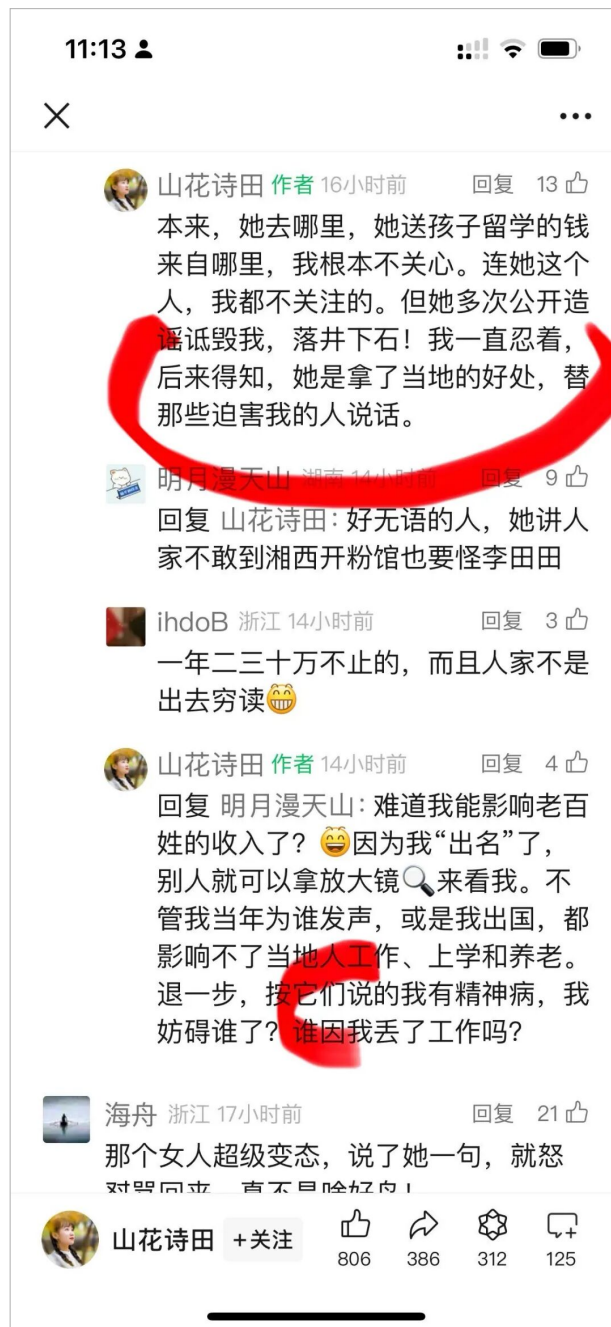 11:13
山花诗田 作者 16小时前 回复 13
本来，她去哪里，她送孩子留学的钱
来自哪里，我根本不关心。连她这个
人，我都不关注的。但她多次公开造
谣诋毁我，落井下石！我一直忍着，
后来得知，她是拿了当地的好处，替
那些迫害我的人说话。
明月漫天山 湖南 14小时前 回复 9
回复 山花诗田：好无语的人，她讲人
家不敢到湘西开粉馆也要怪李田田
ihdoB 浙江 14小时前 回复 3
一年二三十万不止的，而且人家不是
出去穷读😁
山花诗田 作者 14小时前 回复 4
回复 明月漫天山：难道我能影响老百
姓的收入了？😄因为我“出名”了，
别人就可以拿放大镜🔍来看我。不
管我当年为谁发声，或是我出国，都
影响不了当地人工作、上学和养老。
退一步，按它们说的我有精神病，我
妨碍谁了？谁因我丢了工作吗？
海舟 浙江 17小时前 回复 21
那个女人超级变态，说了她一句，就怒
怼骂回来，真不是啥好鸟！
山花诗田 +关注 806 386 312 125